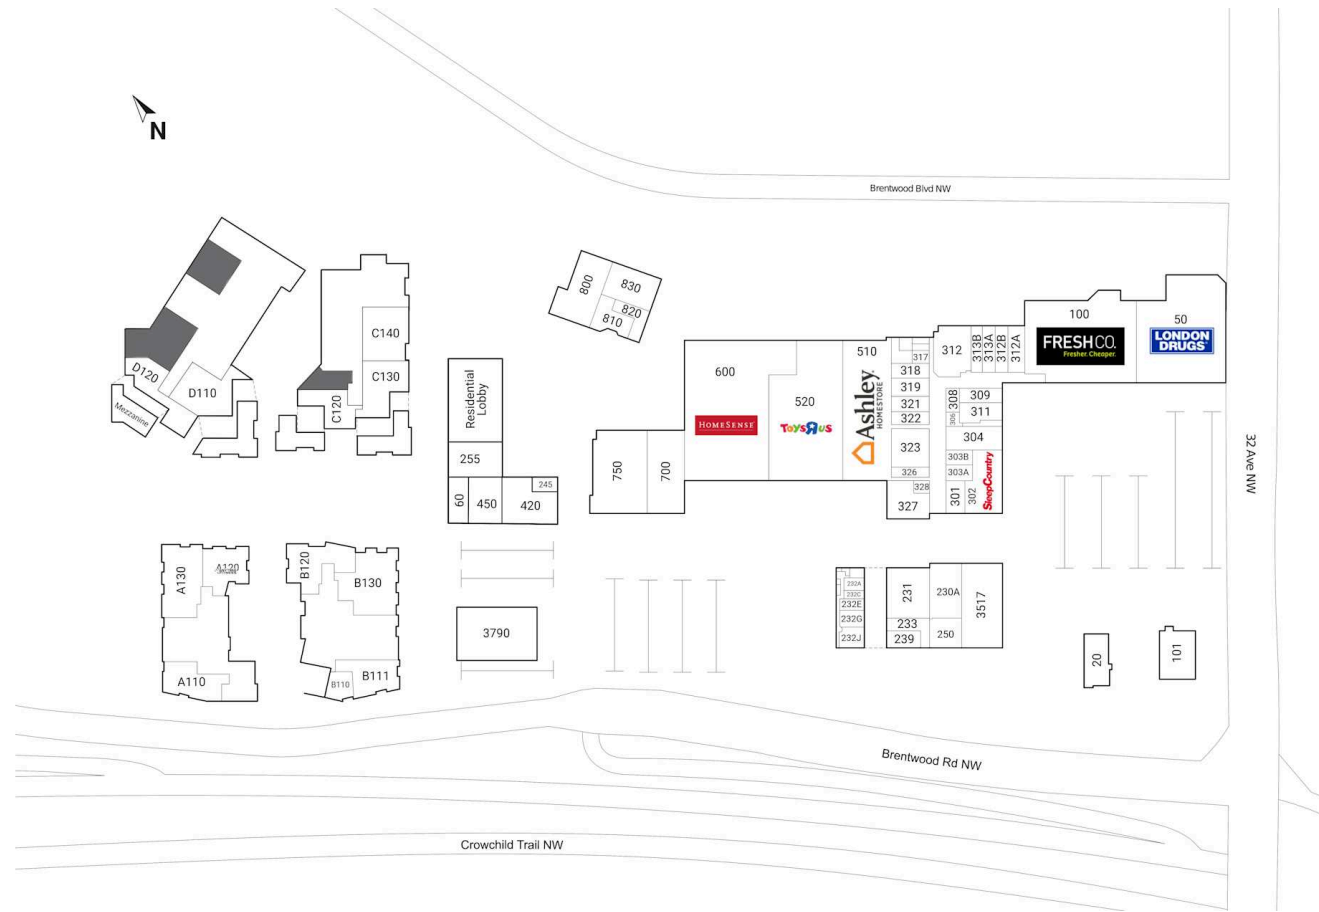 N
Brentwood Blvd NW
800
830
820
810
C140
C130
C120
D120
D110
Mezzanine
Residential
Lobby
255
245
60
450
420
750
700
600
HOMESENSE
520
TOYSRUS
510
Ashley
HOMESTORE
317
318
319
321
322
323
326
328
327
312
313B
313A
312B
312A
308
309
306
311
304
303B
303A
301
302
SleepCountry
100
FRESHCO.
Fresher. Cheaper.
50
LONDON
DRUGS
32 Ave NW
A130
A120
B120
B130
A110
B110
B111
3790
232A
232C
232E
232G
232J
231
233
239
230A
250
3517
20
101
Brentwood Rd NW
Crowchild Trail NW